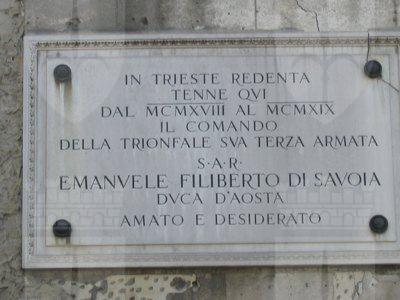 IN TRIESTE REDENTA
TENNE QVI
DAL MCMXVIII AL MCMXIX
IL COMANDO
DELLA TRIONFALE SVA TERZA ARMATA
S·A·R·
EMANVELE FILIBERTO DI SAVOIA
DVCA D'AOSTA
AMATO E DESIDERATO